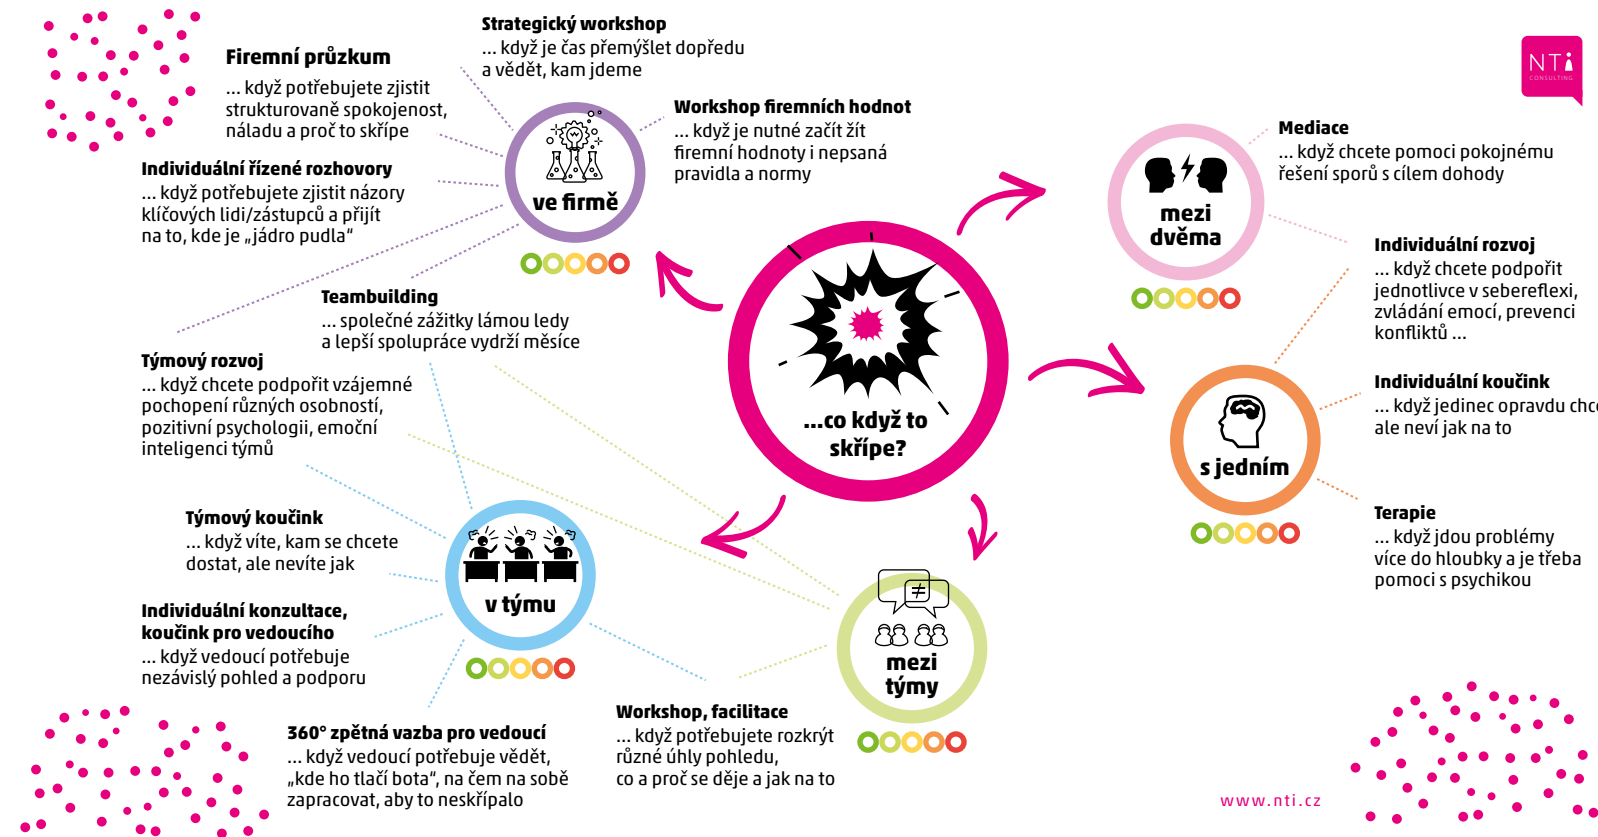 Strategický workshop
... když je čas přemýšlet dopředu
a vědět, kam jdeme
Firemní průzkum
... když potřebujete zjistit
strukturovaně spokojenost,
náladu a proč to skřípe
Workshop firemních hodnot
... když je nutné začít žít
firemní hodnoty i nepsaná
pravidla a normy
Individuální řízené rozhovory
... když potřebujete zjistit názory
klíčových lidi/zástupců a přijít
na to, kde je „jádro pudla“
ve firmě
NTi
CONSULTING
Mediace
... když chcete pomoci pokojnému
řešení sporů s cílem dohody
mezi
dvěma
Individuální rozvoj
... když chcete podpořit
jednotlivce v sebereflexi,
zvládání emocí, prevenci
konfliktů ...
Teambuilding
... společné zážitky lámou ledy
a lepší spolupráce vydrží měsíce
Týmový rozvoj
... když chcete podpořit vzájemné
pochopení různých osobností,
pozitivní psychologii, emoční
inteligenci týmů
...co když to
skřípe?
Individuální koučink
... když jedinec opravdu chc
ale neví jak na to
s jedním
Terapie
... když jdou problémy
více do hloubky a je třeba
pomoci s psychikou
Týmový koučink
... když víte, kam se chcete
dostat, ale nevíte jak
v týmu
≠
mezi
týmy
Individuální konzultace,
koučink pro vedoucího
... když vedoucí potřebuje
nezávislý pohled a podporu
360° zpětná vazba pro vedoucí
... když vedoucí potřebuje vědět,
„kde ho tlačí bota“, na čem na sobě
zapracovat, aby to neskřípalo
Workshop, facilitace
... když potřebujete rozkrýt
různé úhly pohledu,
co a proč se děje a jak na to
www.nti.cz